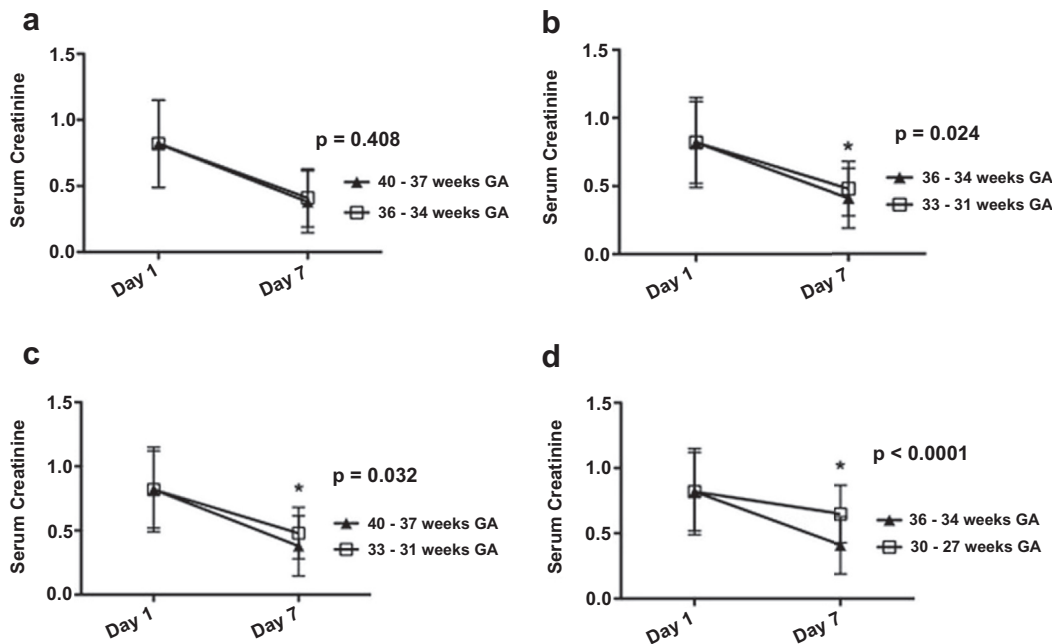 a
Serum Creatinine
1.5
1.0
0.5
0.0
Day 1
Day 7
p = 0.408
40 - 37 weeks GA
36 - 34 weeks GA
b
Serum Creatinine
1.5
1.0
0.5
0.0
Day 1
Day 7
*
p = 0.024
36 - 34 weeks GA
33 - 31 weeks GA
c
Serum Creatinine
1.5
1.0
0.5
0.0
Day 1
Day 7
*
p = 0.032
40 - 37 weeks GA
33 - 31 weeks GA
d
Serum Creatinine
1.5
1.0
0.5
0.0
Day 1
Day 7
*
p < 0.0001
36 - 34 weeks GA
30 - 27 weeks GA